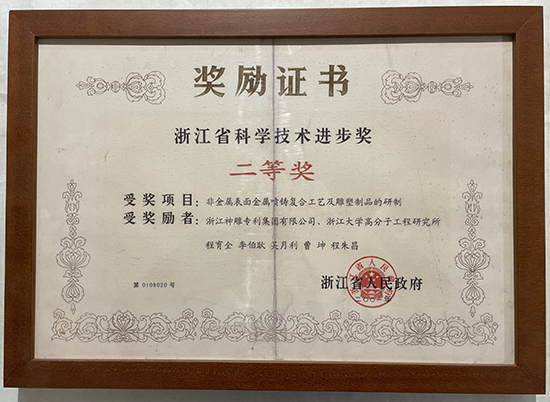 奖励证书
浙江省科学技术进步奖
二等奖
受奖项目：非金属表面金属喷铸复合工艺及雕塑制品的研制
受奖励者：浙江神雕专利集团有限公司、浙江大学高分子工程研究所
程育全 李伯耿 吴月利 曹 坤 程朱昌
第 0109020 号
浙江省人民政府
二○○二年